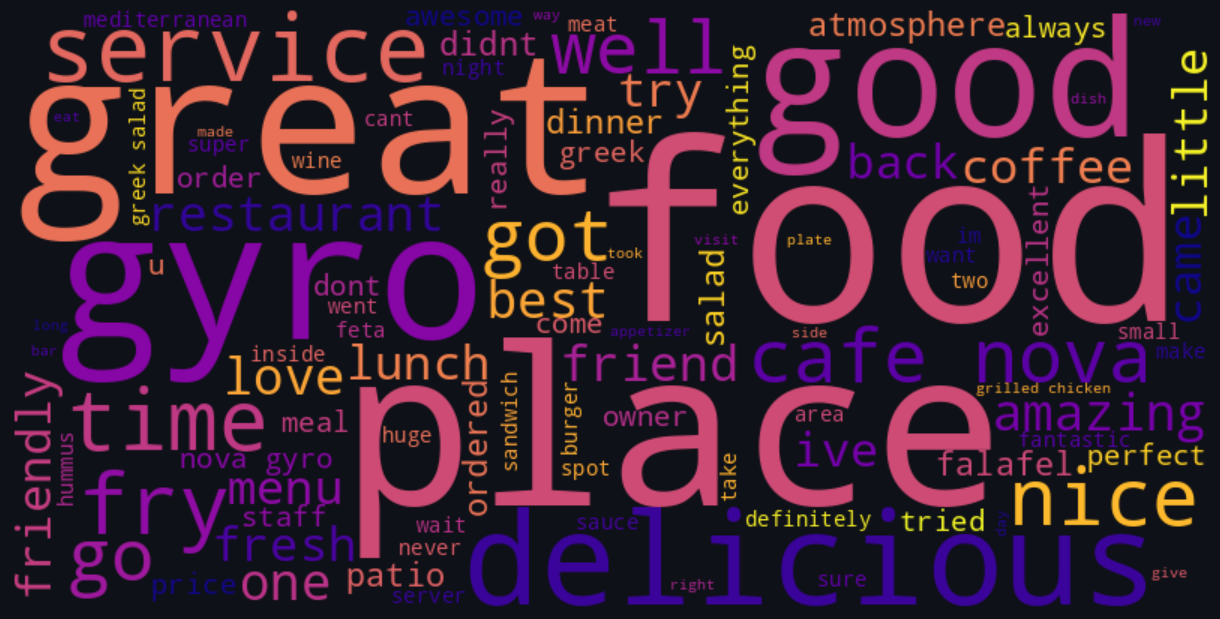 mediterranean
awesome
way
meat
atmosphere
always
new
service
didnt
well
good
night
try
everything
little
great
eat
greek salad
made
super
cant
really
dinner
dish
wine
greek
order
back
coffee
food
restaurant
got
visit
plate
im
want
excellent
came
gyro
u
took
table
two
salad
dont
best
went
feta
come
appetizer
side
small
long
bar
inside
lunch
friend
cafe nova
make
love
place
grilled chicken
friendly
time
meal
huge
ordered
sandwich
burger
owner
area
amazing
hummus
nova gyro
ive
fantastic
falafel
perfect
fry
menu
spot
take
nice
staff
wait
sauce
definitely
tried
day
fresh
never
delicious
go
price
one
patio
server
right
sure
give